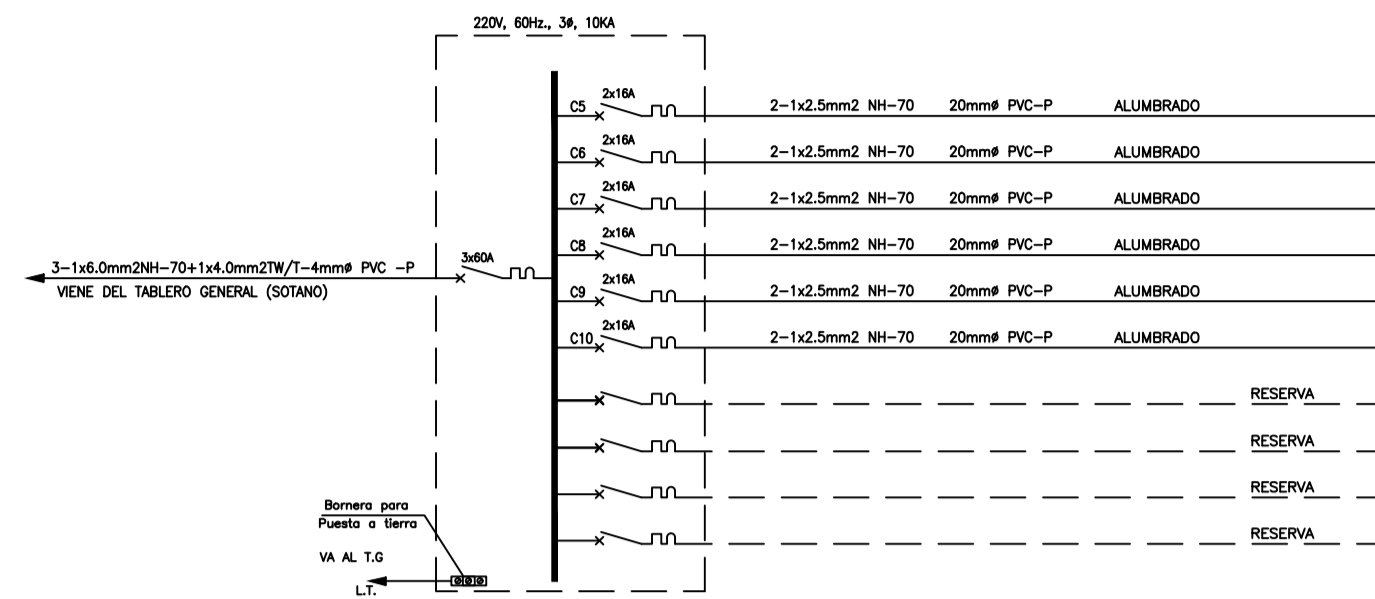 220V, 60Hz., 3ø, 10KA
C5 2x16A 2-1x2.5mm2 NH-70 20mmø PVC-P ALUMBRADO
C6 2x16A 2-1x2.5mm2 NH-70 20mmø PVC-P ALUMBRADO
C7 2x16A 2-1x2.5mm2 NH-70 20mmø PVC-P ALUMBRADO
C8 2x16A 2-1x2.5mm2 NH-70 20mmø PVC-P ALUMBRADO
3-1x6.0mm2NH-70+1x4.0mm2TW/T-4mmø PVC -P
VIENE DEL TABLERO GENERAL (SOTANO)
3x60A
C9 2x16A 2-1x2.5mm2 NH-70 20mmø PVC-P ALUMBRADO
C10 2x16A 2-1x2.5mm2 NH-70 20mmø PVC-P ALUMBRADO
RESERVA
RESERVA
RESERVA
RESERVA
Bornera para
Puesta a tierra
VA AL T.G
L.T.